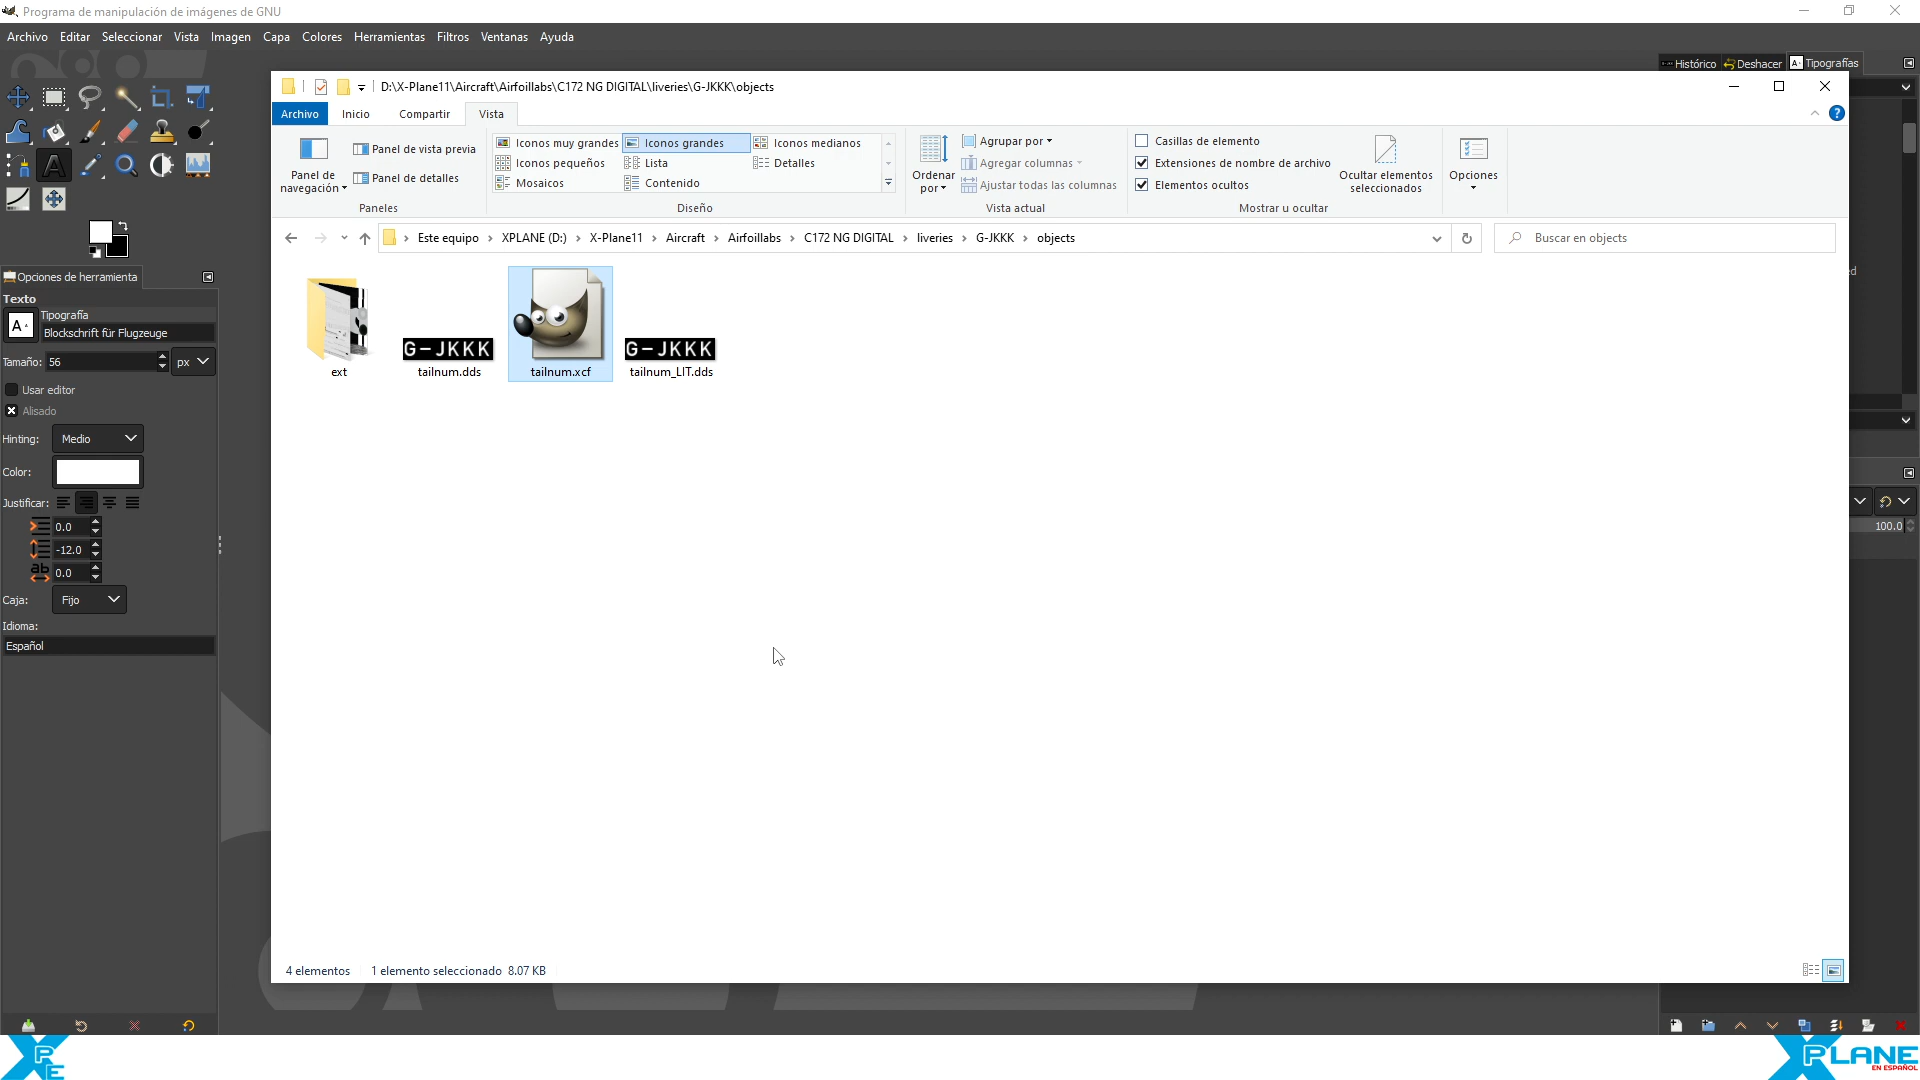 Programa de manipulación de imágenes de GNU
Archivo Editar Seleccionar Vista Imagen Capa Colores Herramientas Filtros Ventanas Ayuda
Histórico Deshacer Tipografías
D:\X-Plane11\Aircraft\Airfoillabs\C172 NG DIGITAL\liveries\G-JKKK\objects
Archivo Inicio Compartir Vista
Panel de navegación
Panel de vista previa
Panel de detalles
Paneles
Iconos muy grandes Iconos grandes Iconos medianos
Iconos pequeños Lista Detalles
Mosaicos Contenido
Diseño
Ordenar por
Agrupar por
Agregar columnas
Ajustar todas las columnas
Vista actual
Casillas de elemento
Extensiones de nombre de archivo
Elementos ocultos
Ocultar elementos seleccionados
Mostrar u ocultar
Opciones
Este equipo XPLANE (D:) X-Plane11 Aircraft Airfoillabs C172 NG DIGITAL liveries G-JKKK objects
Buscar en objects
G-JKKK G-JKKK
ext tailnum.dds tailnum.xcf tailnum_LIT.dds
4 elementos 1 elemento seleccionado 8.07 KB
Opciones de herramienta
Texto
Tipografía
Blockschrift für Flugzeuge
Tamaño: 56 px
Usar editor
Alisado
Hinting: Medio
Color:
Justificar:
0.0
-12.0
ab 0.0
Caja: Fijo
Idioma:
Español
ed
100.0
XPE
XPLANE
EN ESPAÑOL